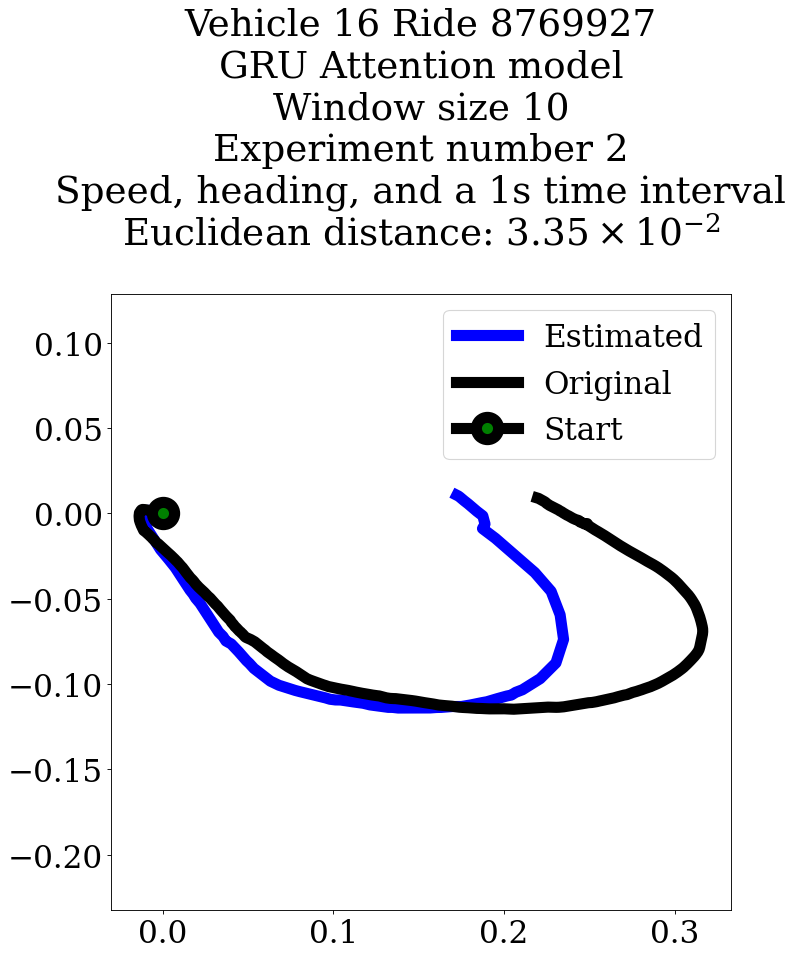 Vehicle 16 Ride 8769927
GRU Attention model
Window size 10
Experiment number 2
Speed, heading, and a 1s time interval
Euclidean distance: 3.35 × 10⁻²
Estimated
Original
Start
0.10
0.05
0.00
−0.05
−0.10
−0.15
−0.20
0.0 0.1 0.2 0.3